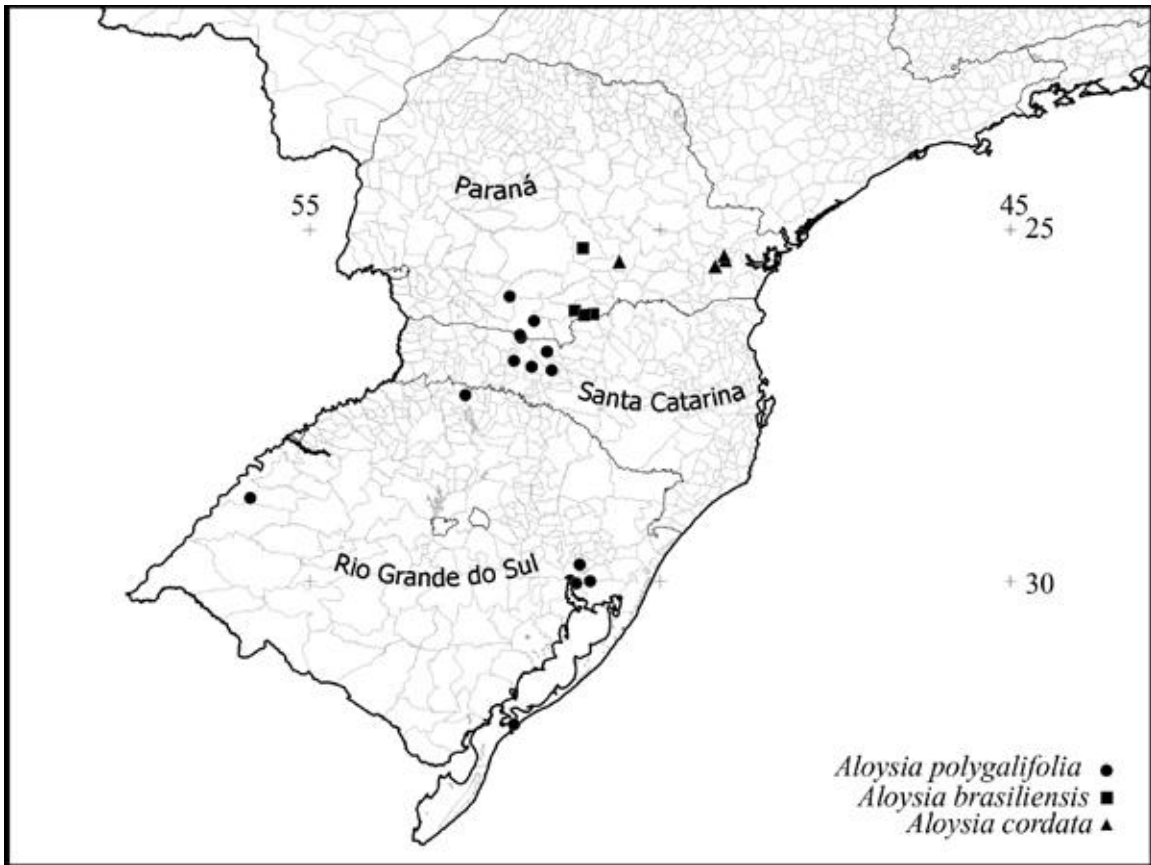 Paraná
55
45
25
Santa Catarina
Rio Grande do Sul
30
Aloysia polygalifolia
Aloysia brasiliensis
Aloysia cordata